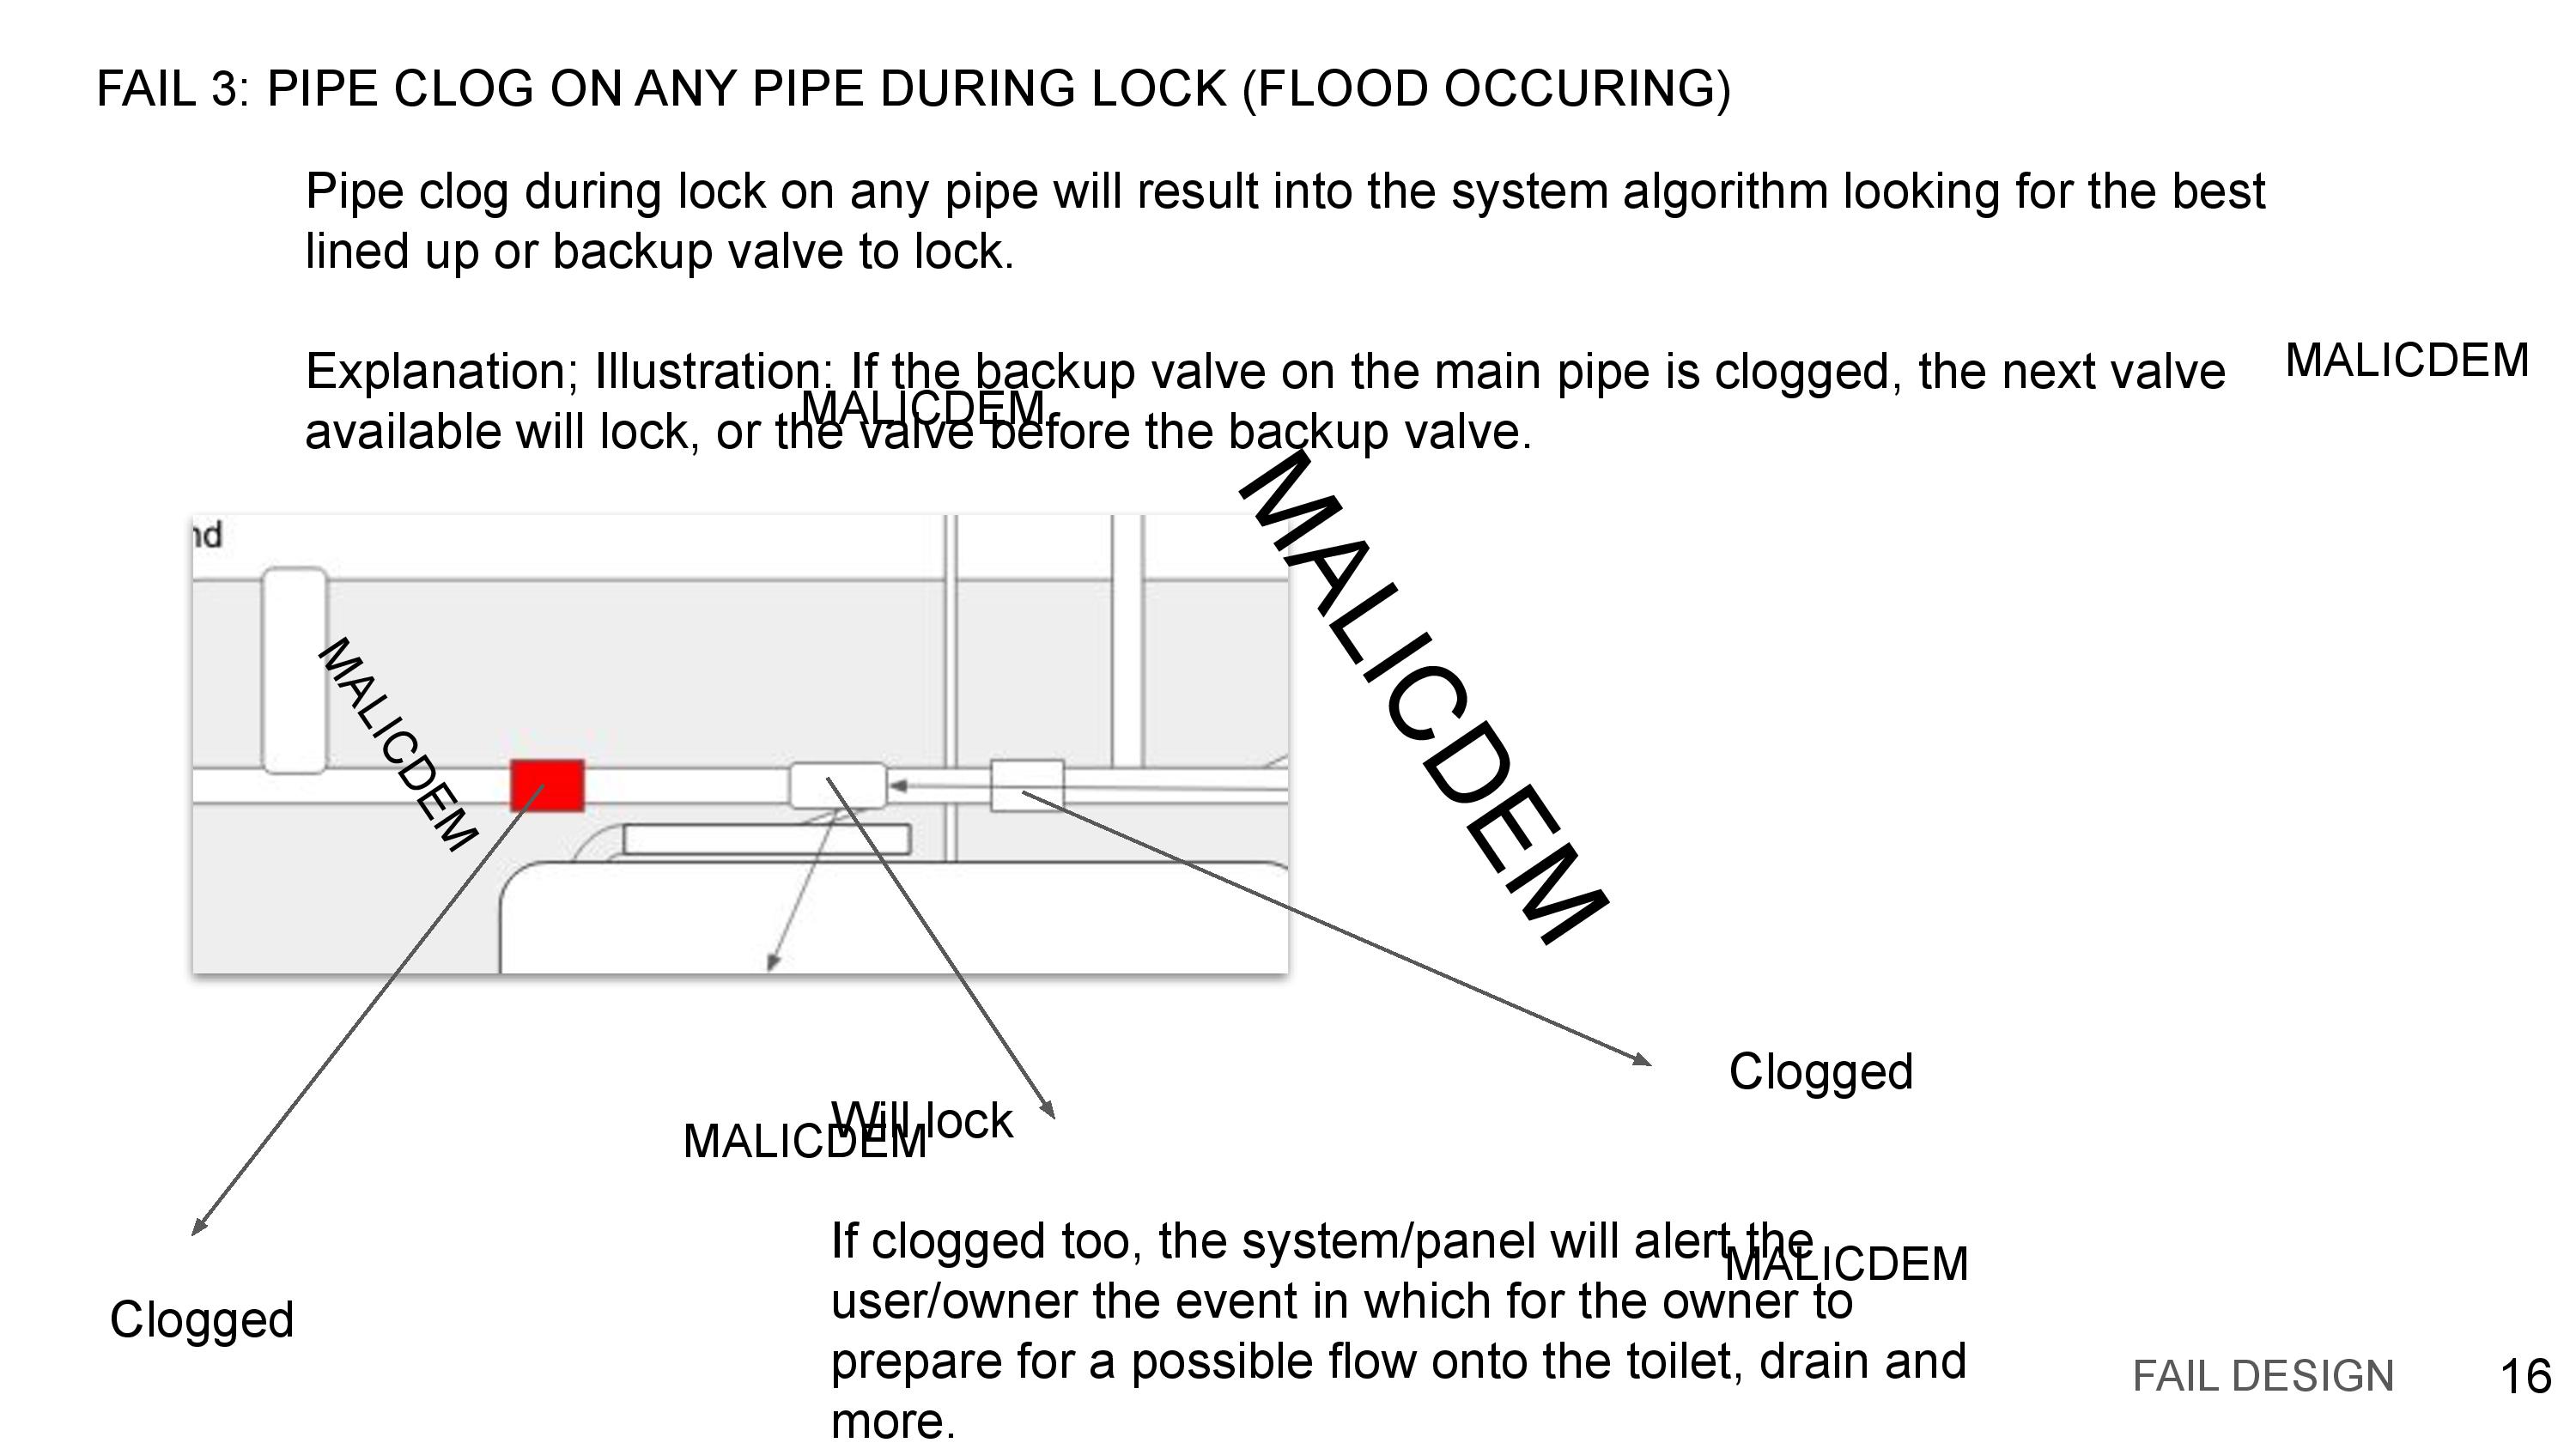 FAIL 3: PIPE CLOG ON ANY PIPE DURING LOCK (FLOOD OCCURING)
Pipe clog during lock on any pipe will result into the system algorithm looking for the best
lined up or backup valve to lock.
Explanation; Illustration: If the backup valve on the main pipe is clogged, the next valve
available will lock, or the valve before the backup valve.
MALICDEM
MALICDEM
MALICDEM
nd
MALICDEM
Clogged
Will lock
MALICDEM
If clogged too, the system/panel will alert the
user/owner the event in which for the owner to
prepare for a possible flow onto the toilet, drain and
more.
MALICDEM
Clogged
FAIL DESIGN
16